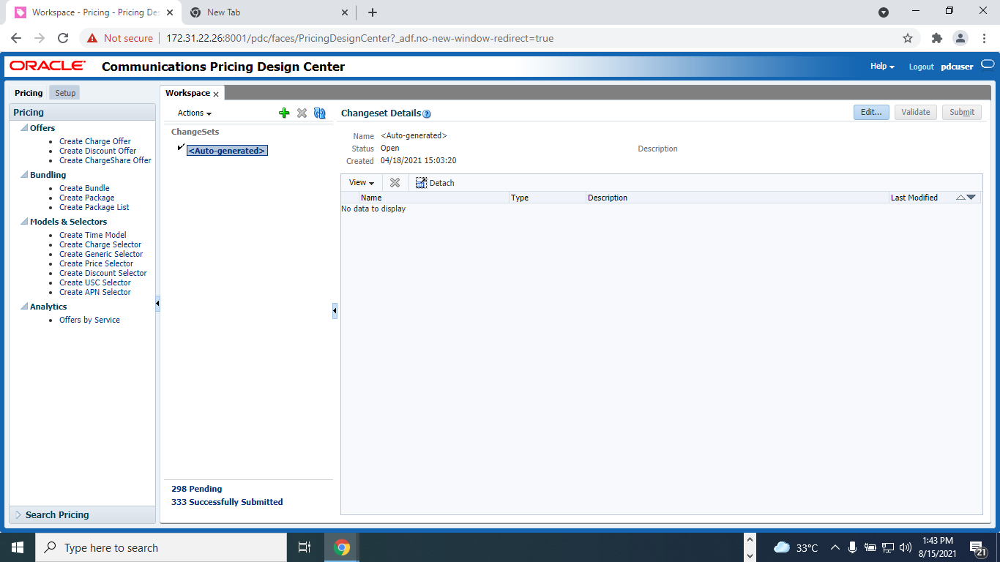 Workspace - Pricing - Pricing De
New Tab
Not secure
172.31.22.26:8001/pdc/faces/PricingDesignCenter?_adf.no-new-window-redirect=true
ORACLE
Communications Pricing Design Center
Help
Logout
pdcuser
Pricing
Setup
Pricing
Offers
Create Charge Offer
Create Discount Offer
Create ChargeShare Offer
Bundling
Create Bundle
Create Package
Create Package List
Models & Selectors
Create Time Model
Create Charge Selector
Create Generic Selector
Create Price Selector
Create Discount Selector
Create USC Selector
Create APN Selector
Analytics
Offers by Service
Search Pricing
Workspace
Actions
ChangeSets
<Auto-generated>
298 Pending
333 Successfully Submitted
Changeset Details
Edit...
Validate
Submit
Name <Auto-generated>
Status Open
Description
Created 04/18/2021 15:03:20
View
Detach
Name Type Description Last Modified
No data to display
Type here to search
33°C
1:43 PM
8/15/2021
21